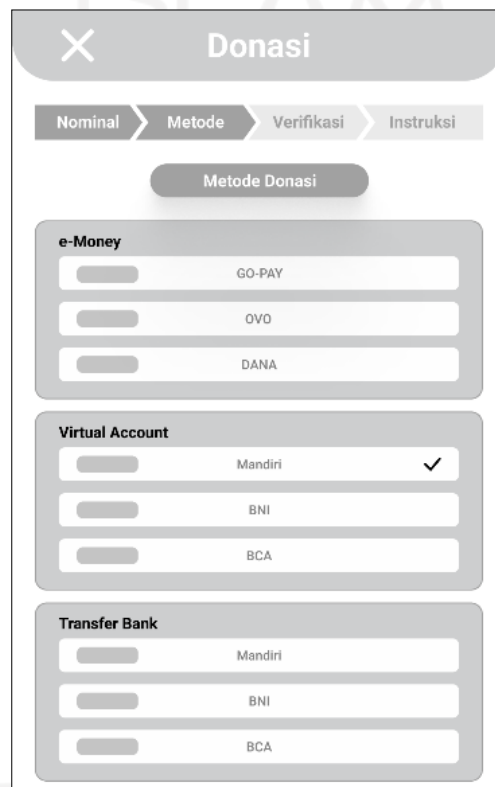 Donasi
Nominal Metode Verifikasi Instruksi
Metode Donasi
e-Money
GO-PAY
OVO
DANA
Virtual Account
Mandiri
BNI
BCA
Transfer Bank
Mandiri
BNI
BCA